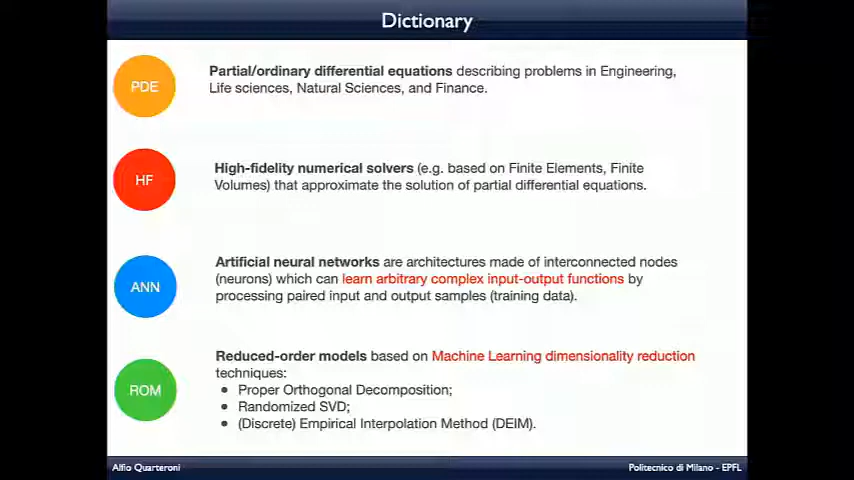 Dictionary
PDE
Partial/ordinary differential equations describing problems in Engineering,
Life sciences, Natural Sciences, and Finance.
HF
High-fidelity numerical solvers (e.g. based on Finite Elements, Finite
Volumes) that approximate the solution of partial differential equations.
ANN
Artificial neural networks are architectures made of interconnected nodes
(neurons) which can learn arbitrary complex input-output functions by
processing paired input and output samples (training data).
ROM
Reduced-order models based on Machine Learning dimensionality reduction
techniques:
• Proper Orthogonal Decomposition;
• Randomized SVD;
• (Discrete) Empirical Interpolation Method (DEIM).
Alfio Quarteroni
Politecnico di Milano - EPFL